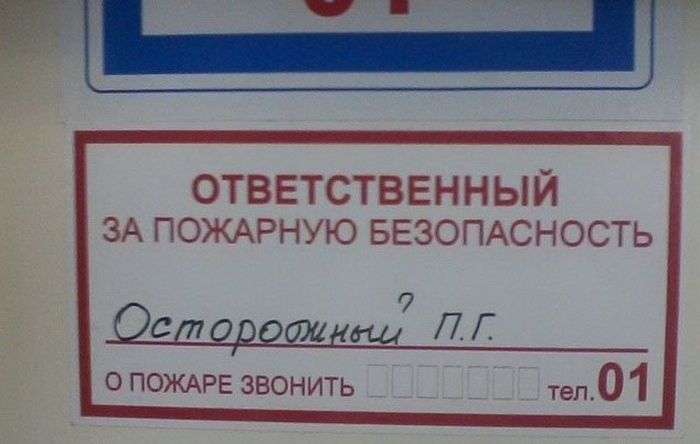 ОТВЕТСТВЕННЫЙ
ЗА ПОЖАРНУЮ БЕЗОПАСНОСТЬ
Осторожный П.Г.
О ПОЖАРЕ ЗВОНИТЬ тел. 01